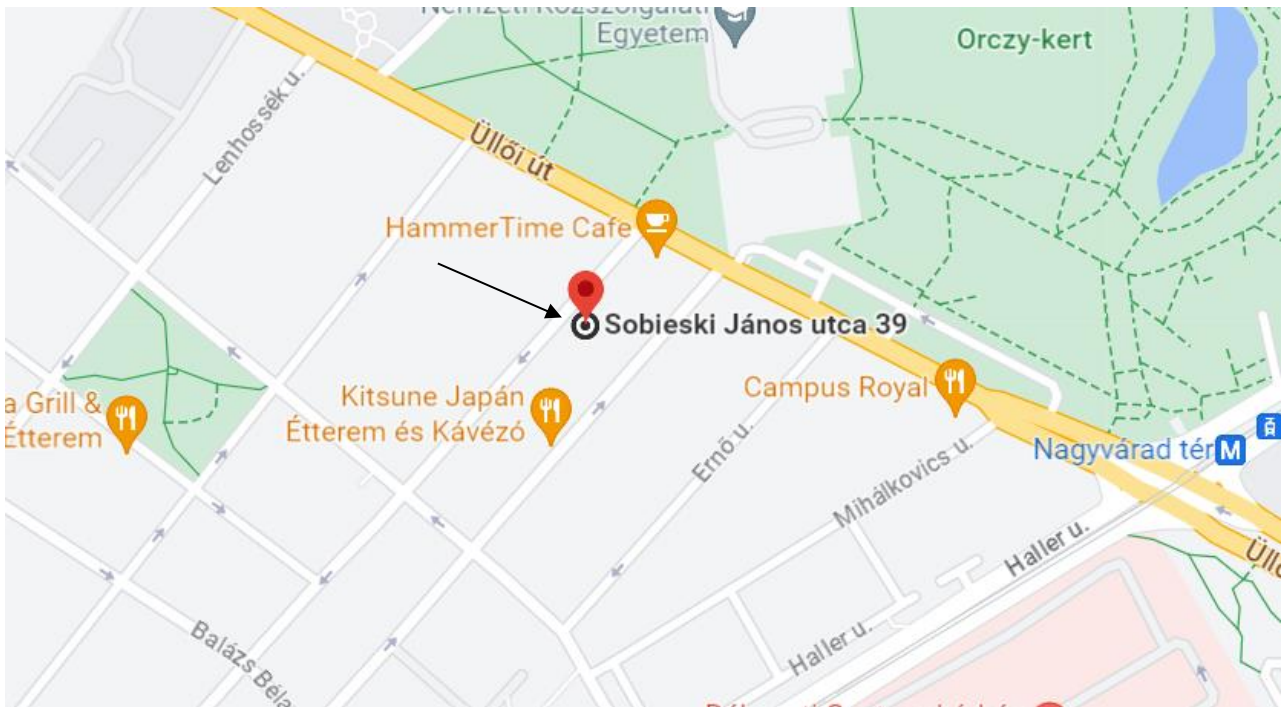 Egyetem
Orczy-kert
Lenhossék u.
Üllői út
HammerTime Cafe
Sobieski János utca 39
a Grill &
Étterem
Kitsune Japán
Étterem és Kávézó
Campus Royal
Nagyvárad tér M
Ernő u.
Mihálkovics u.
Haller u.
Haller u.
Balázs Béla